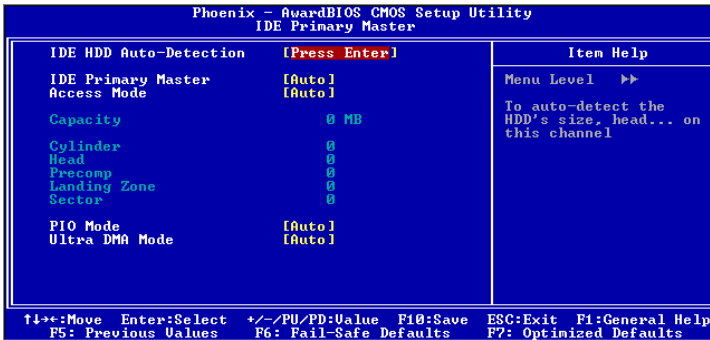 Phoenix - AwardBIOS CMOS Setup Utility
IDE Primary Master
IDE HDD Auto-Detection [Press Enter]
Item Help
IDE Primary Master [Auto]
Access Mode [Auto]
Menu Level ▶▶
To auto-detect the
HDD's size, head... on
this channel
Capacity 0 MB
Cylinder 0
Head 0
Precomp 0
Landing Zone 0
Sector 0
PIO Mode [Auto]
Ultra DMA Mode [Auto]
↑↓→←:Move Enter:Select +/-/PU/PD:Value F10:Save ESC:Exit F1:General Help
F5: Previous Values F6: Fail-Safe Defaults F7: Optimized Defaults